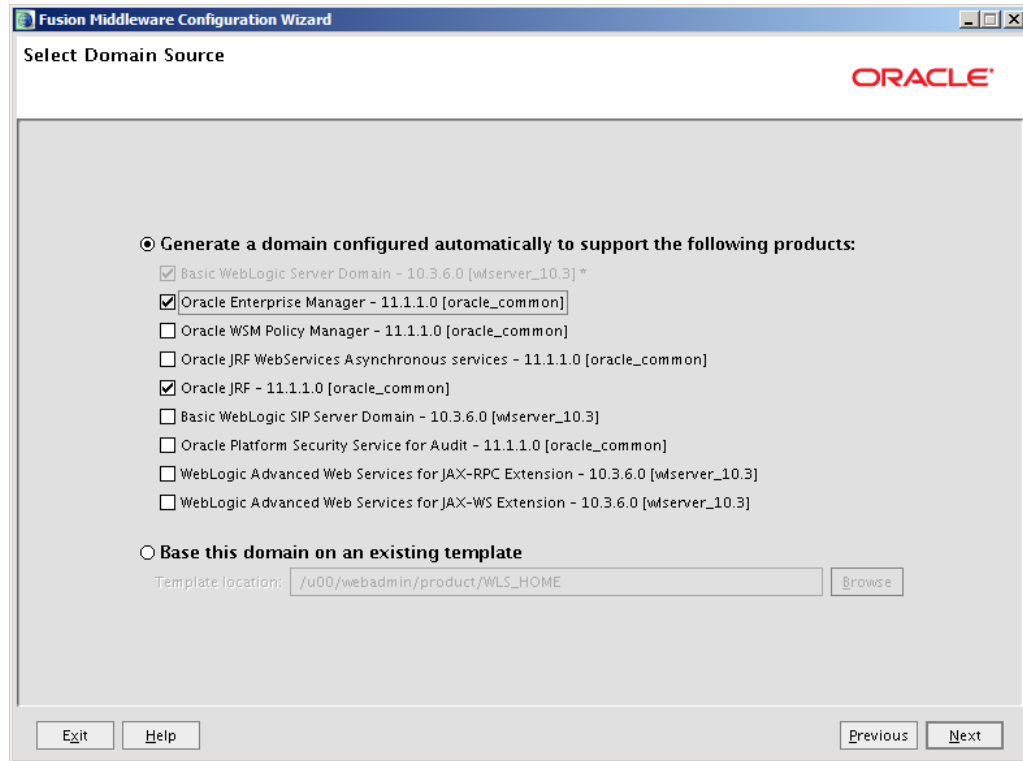 Fusion Middleware Configuration Wizard
Select Domain Source
ORACLE
Generate a domain configured automatically to support the following products:
Basic WebLogic Server Domain - 10.3.6.0 [wlserver_10.3] *
Oracle Enterprise Manager - 11.1.1.0 [oracle_common]
Oracle WSM Policy Manager - 11.1.1.0 [oracle_common]
Oracle JRF WebServices Asynchronous services - 11.1.1.0 [oracle_common]
Oracle JRF - 11.1.1.0 [oracle_common]
Basic WebLogic SIP Server Domain - 10.3.6.0 [wlserver_10.3]
Oracle Platform Security Service for Audit - 11.1.1.0 [oracle_common]
WebLogic Advanced Web Services for JAX-RPC Extension - 10.3.6.0 [wlserver_10.3]
WebLogic Advanced Web Services for JAX-WS Extension - 10.3.6.0 [wlserver_10.3]
Base this domain on an existing template
Template location: /u00/webadmin/product/WLS_HOME Browse
Exit Help Previous Next